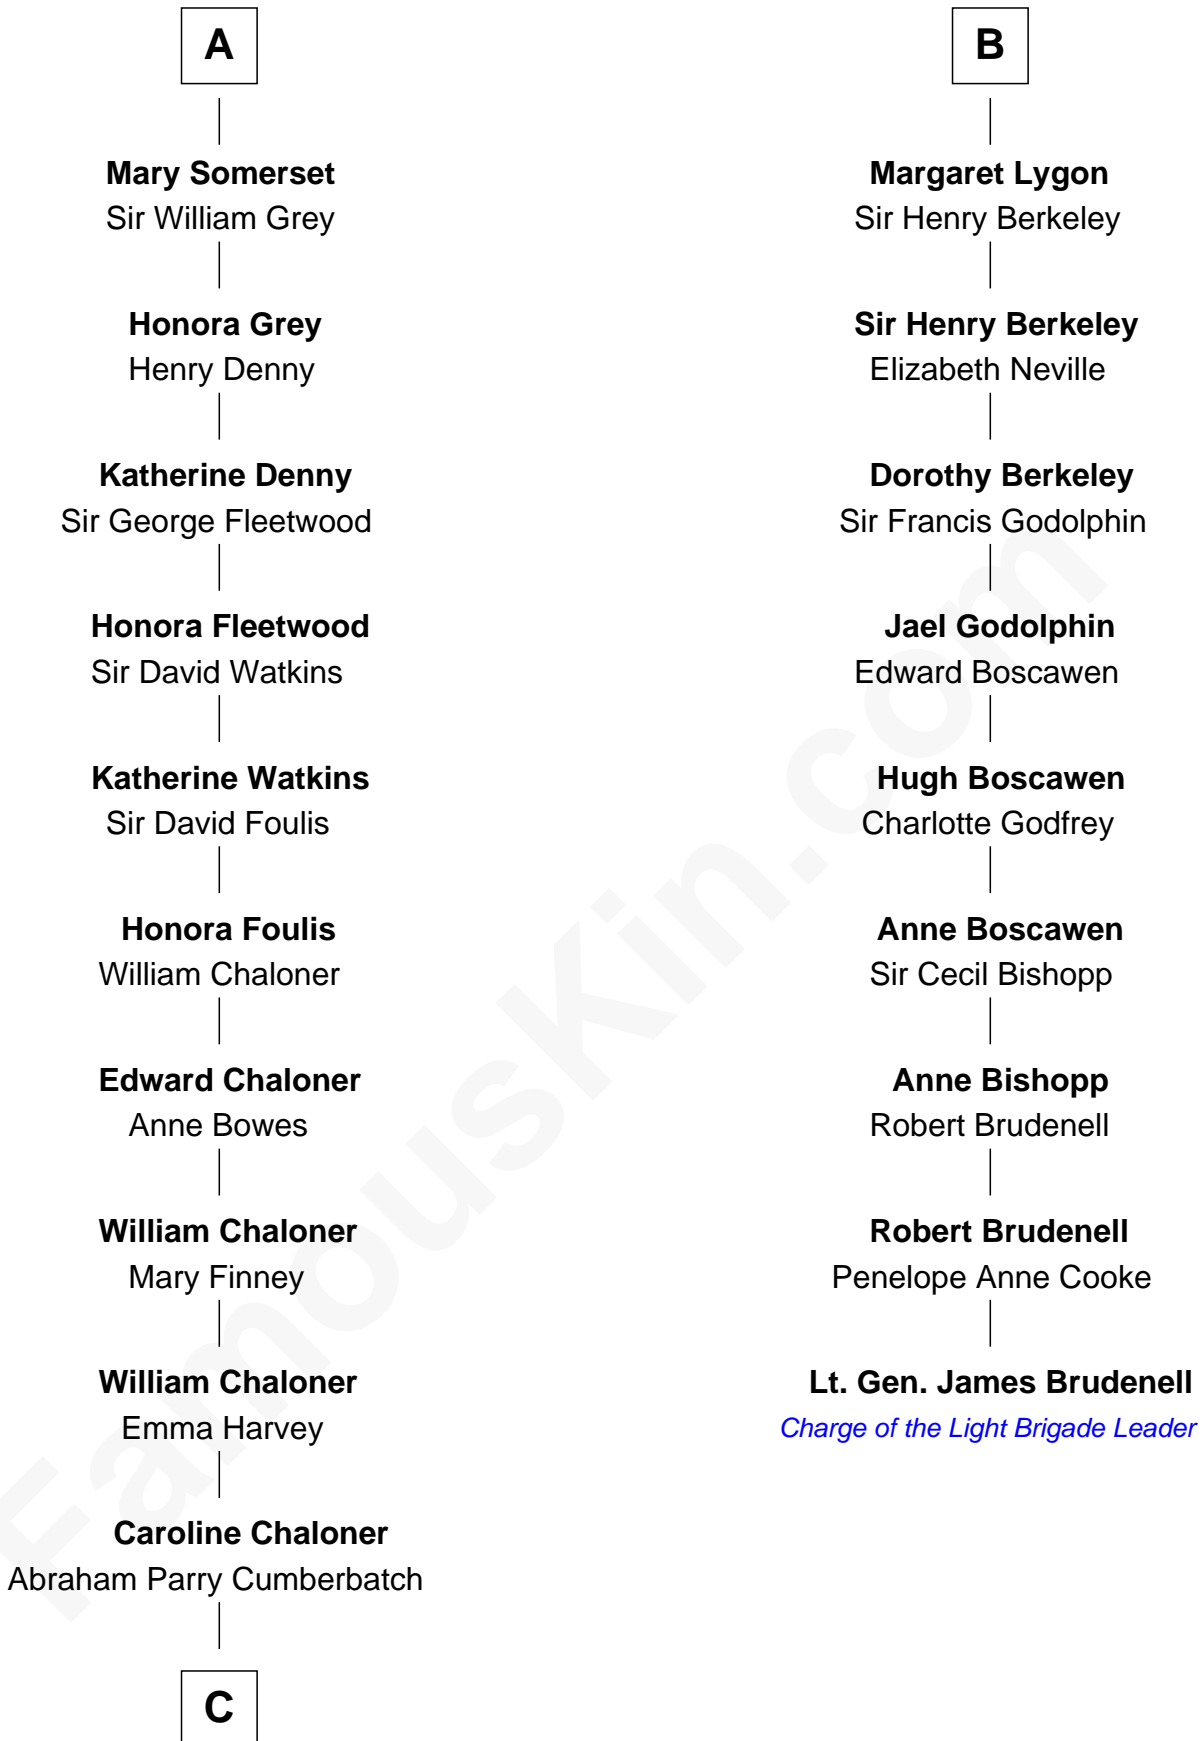 A
Mary Somerset
Sir William Grey
Honora Grey
Henry Denny
Katherine Denny
Sir George Fleetwood
Honora Fleetwood
Sir David Watkins
Katherine Watkins
Sir David Foulis
Honora Foulis
William Chaloner
Edward Chaloner
Anne Bowes
William Chaloner
Mary Finney
William Chaloner
Emma Harvey
Caroline Chaloner
Abraham Parry Cumberbatch
C
B
Margaret Lygon
Sir Henry Berkeley
Sir Henry Berkeley
Elizabeth Neville
Dorothy Berkeley
Sir Francis Godolphin
Jael Godolphin
Edward Boscawen
Hugh Boscawen
Charlotte Godfrey
Anne Boscawen
Sir Cecil Bishopp
Anne Bishopp
Robert Brudenell
Robert Brudenell
Penelope Anne Cooke
Lt. Gen. James Brudenell
Charge of the Light Brigade Leader
FamousKin.com